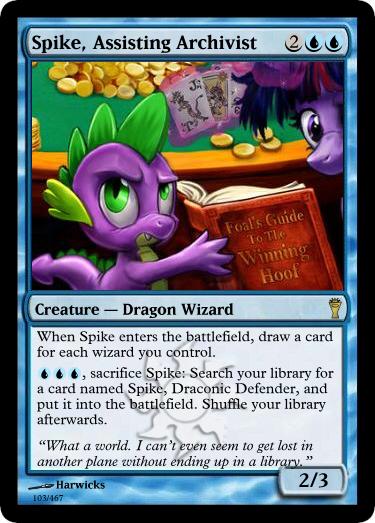 Spike, Assisting Archivist 2
Foal's Guide
To The
Winning
Hoof
Creature — Dragon Wizard
When Spike enters the battlefield, draw a card
for each wizard you control.
, sacrifice Spike: Search your library for
a card named Spike, Draconic Defender, and
put it into the battlefield. Shuffle your library
afterwards.
“What a world. I can't even seem to get lost in
another plane without ending up in a library.”
2/3
Harwicks
103/467